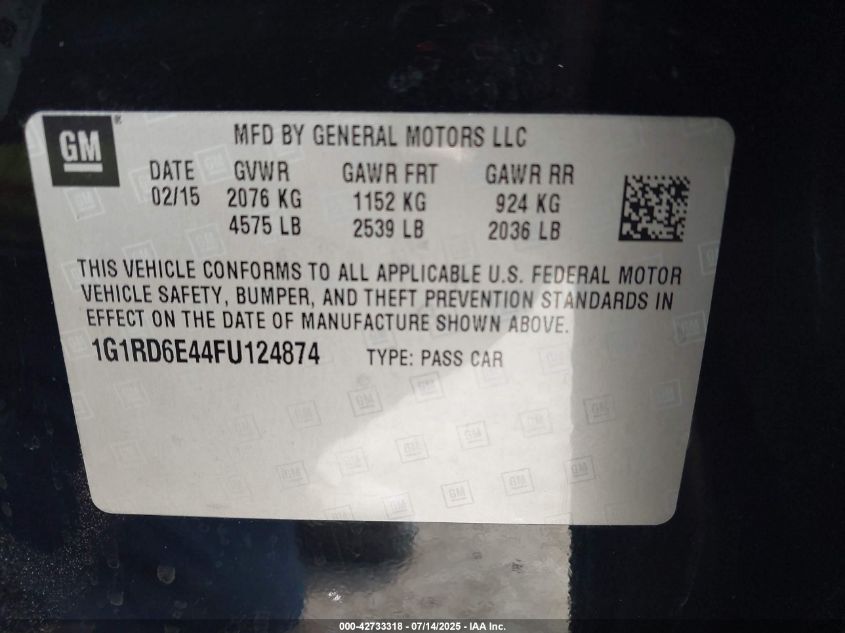 GM®
MFD BY GENERAL MOTORS LLC
DATE GVWR GAWR FRT GAWR RR
02/15 2076 KG 1152 KG 924 KG
4575 LB 2539 LB 2036 LB
THIS VEHICLE CONFORMS TO ALL APPLICABLE U.S. FEDERAL MOTOR
VEHICLE SAFETY, BUMPER, AND THEFT PREVENTION STANDARDS IN
EFFECT ON THE DATE OF MANUFACTURE SHOWN ABOVE.
1G1RD6E44FU124874 TYPE: PASS CAR
000-42733318 - 07/14/2025 - IAA Inc.